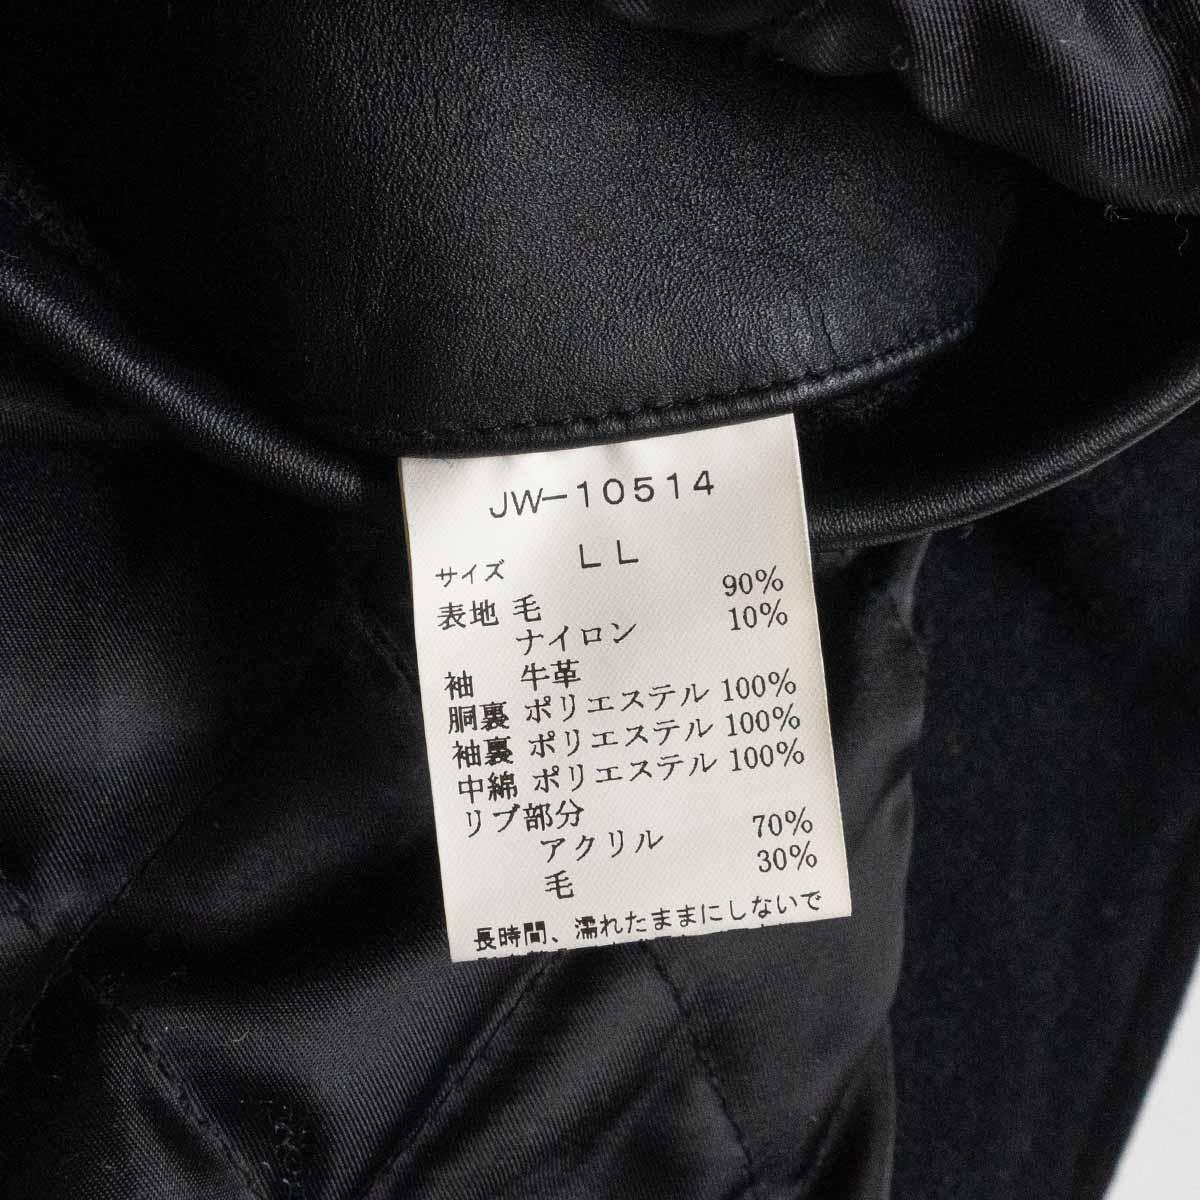 JW-10514
サイズ LL
表地 毛 90%
ナイロン 10%
袖 牛革
胴裏 ポリエステル 100%
袖裏 ポリエステル 100%
中綿 ポリエステル 100%
リブ部分
アクリル 70%
毛 30%
長時間、濡れたままにしないで